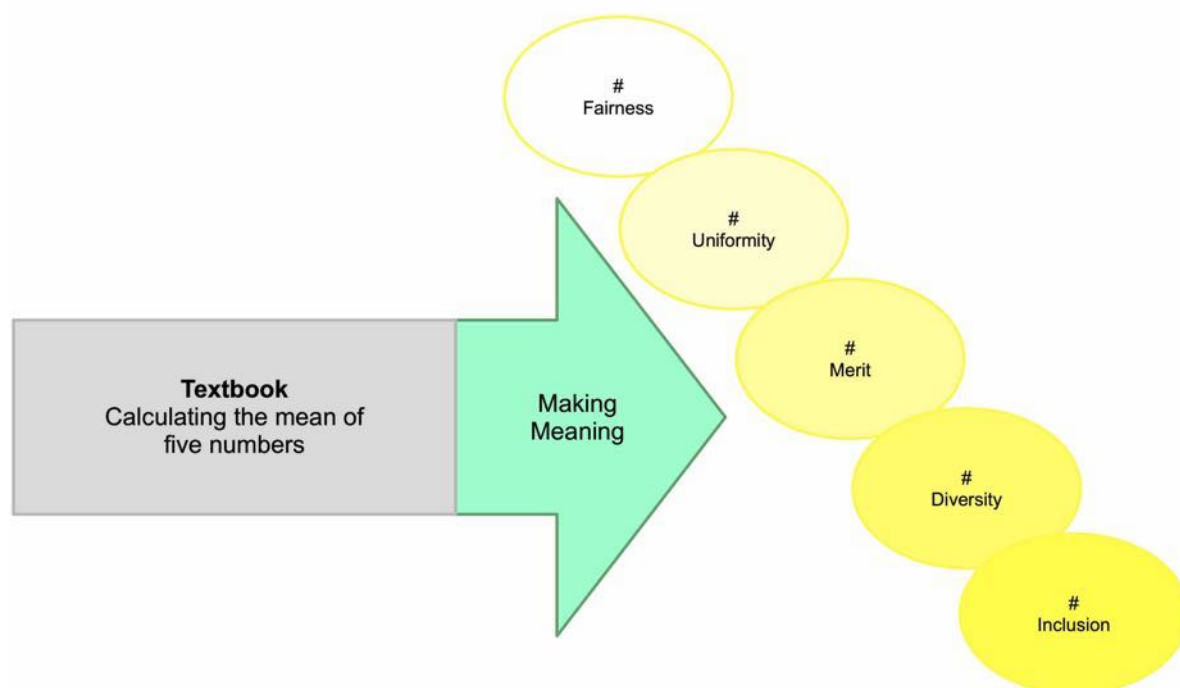 #
Fairness
#
Uniformity
#
Merit
#
Diversity
#
Inclusion
Textbook
Calculating the mean of
five numbers
Making
Meaning